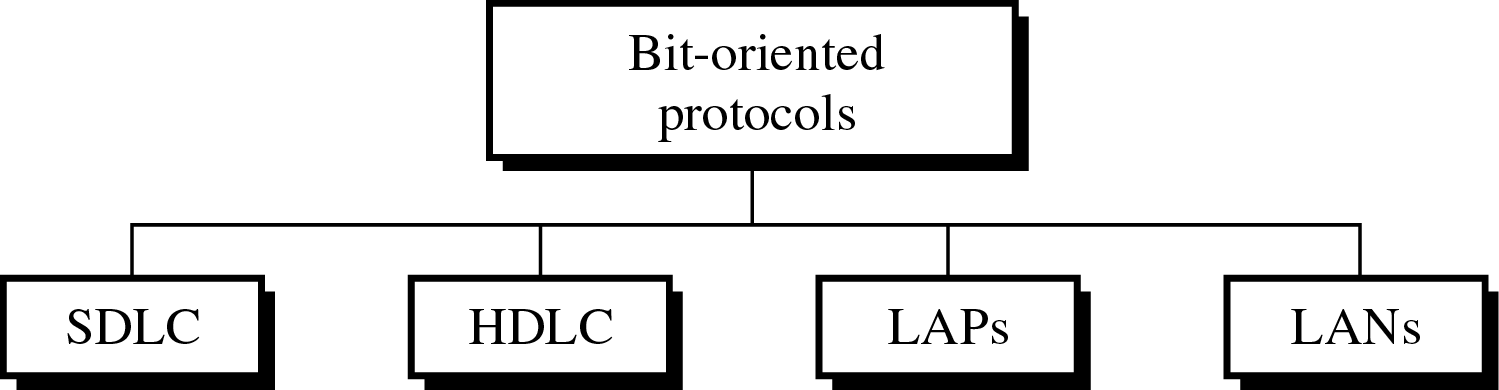 Bit-oriented
protocols
SDLC
HDLC
LAPs
LANs